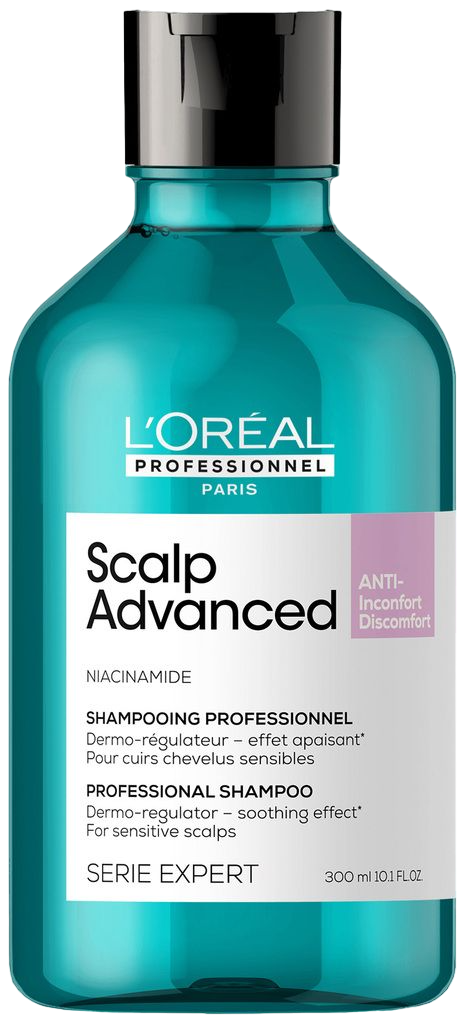 L'ORÉAL
PROFESSIONNEL
PARIS
Scalp
Advanced
ANTI-
Inconfort
Discomfort
NIACINAMIDE
SHAMPOOING PROFESSIONNEL
Dermo-régulateur – effet apaisant*
Pour cuirs chevelus sensibles
PROFESSIONAL SHAMPOO
Dermo-regulator – soothing effect*
For sensitive scalps
SERIE EXPERT
300 ml 10.1 FL.OZ.